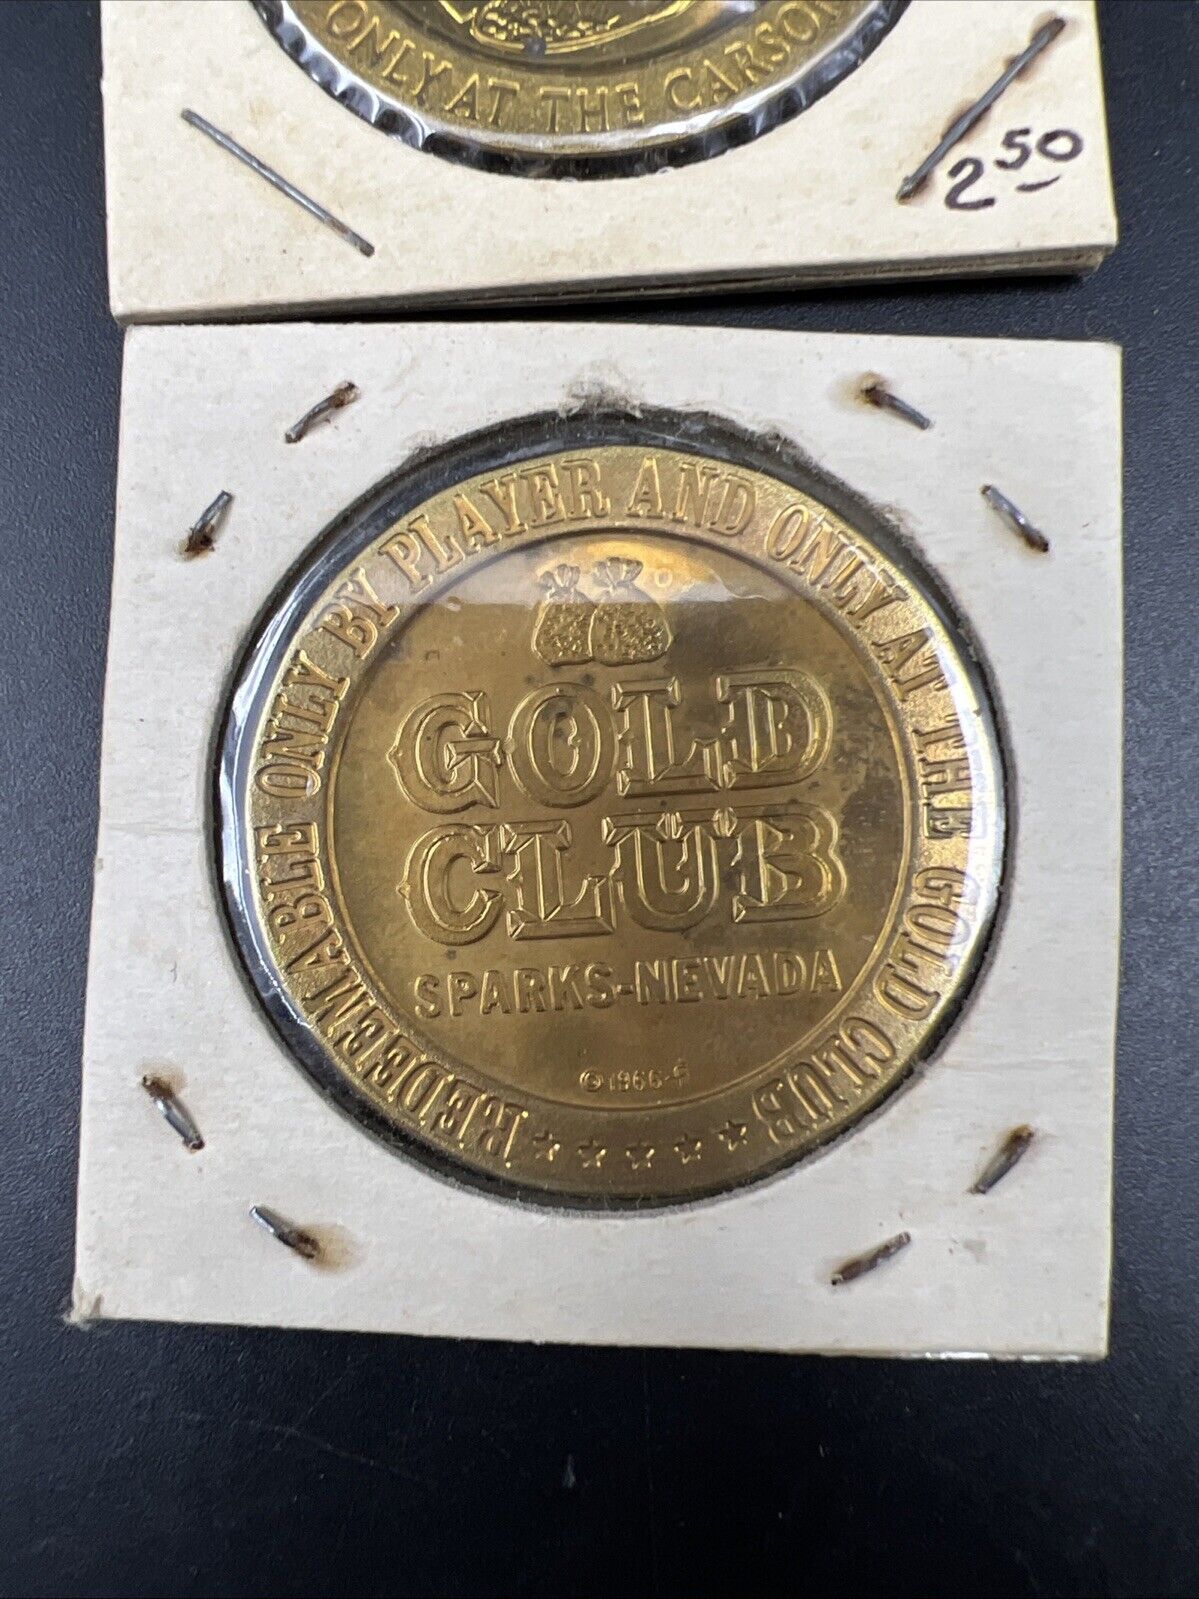 ONLY AT THE CARSON
2.50
REDEEMABLE ONLY BY PLAYER AND ONLY AT THE GOLD CLUB
GOLD
CLUB
SPARKS-NEVADA
©1966-F